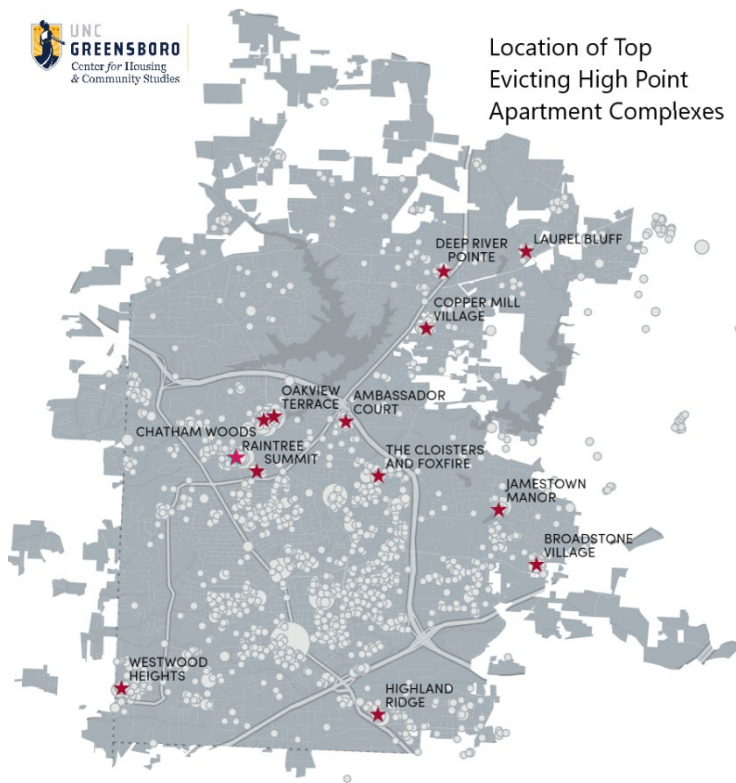 UNC
GREENSBORO
Center for Housing
& Community Studies
Location of Top
Evicting High Point
Apartment Complexes
LAUREL BLUFF
DEEP RIVER
POINTE
COPPER MILL
VILLAGE
OAKVIEW
TERRACE
AMBASSADOR
COURT
CHATHAM WOODS
RAINTREE
SUMMIT
THE CLOISTERS
AND FOXFIRE
JAMESTOWN
MANOR
BROADSTONE
VILLAGE
WESTWOOD
HEIGHTS
HIGHLAND
RIDGE